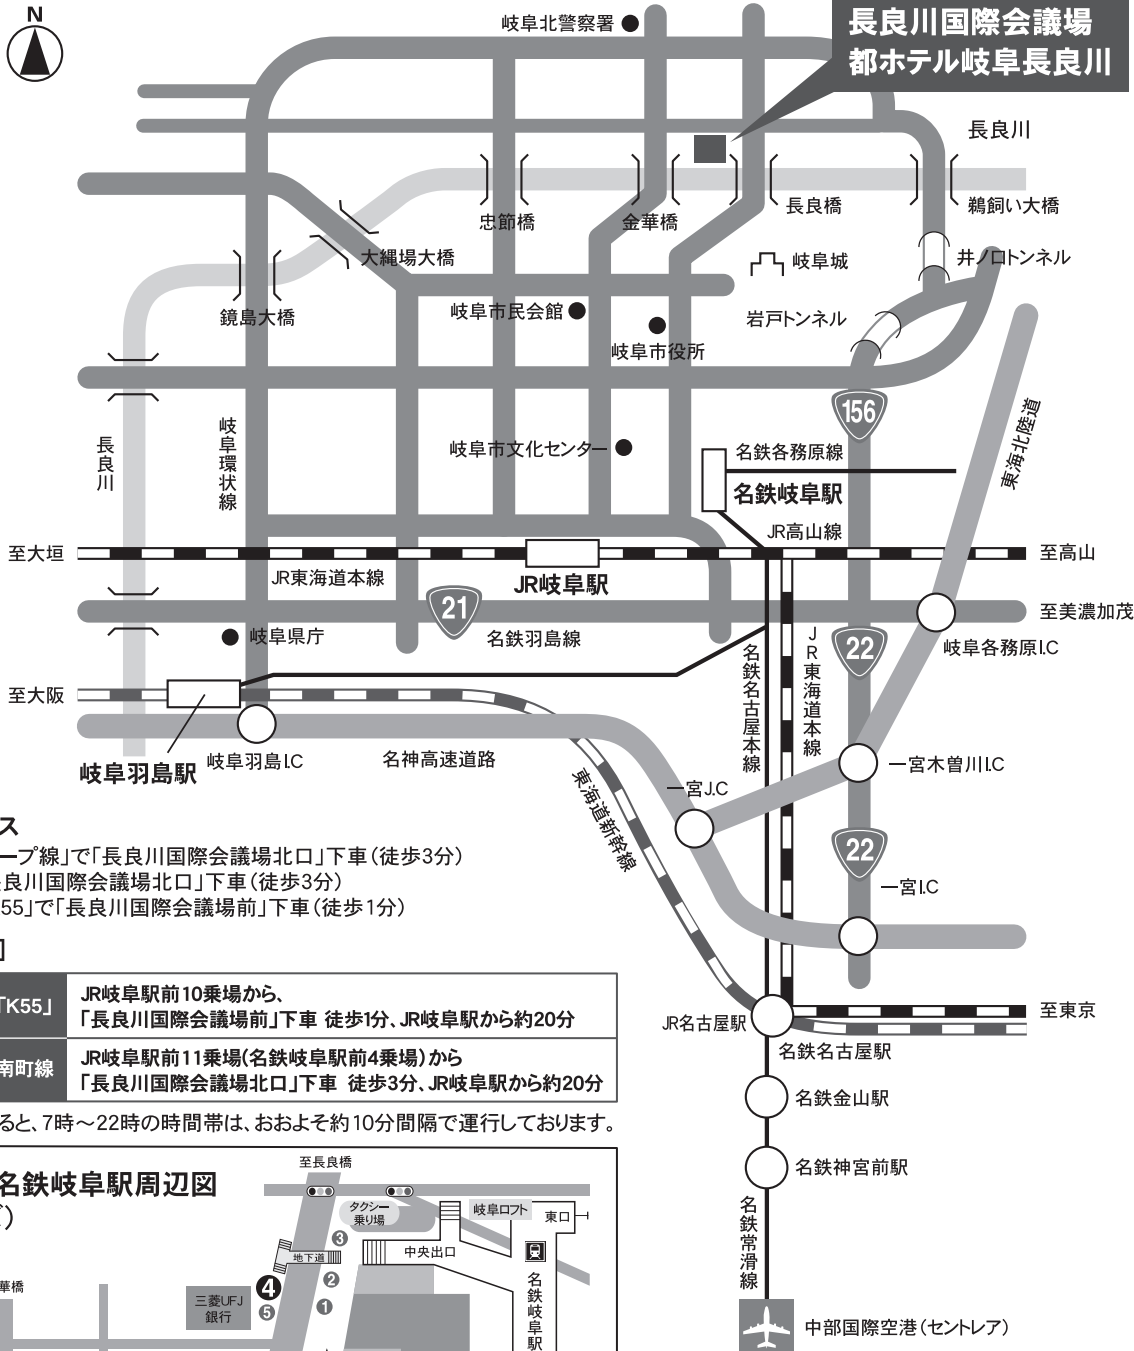 N
岐阜北警察署
長良川国際会議場
都ホテル岐阜長良川
長良川
忠節橋
金華橋
長良橋
鵜飼い大橋
大縄場大橋
岐阜城
井ノ口トンネル
鏡島大橋
岐阜市民会館
岩戸トンネル
岐阜市役所
156
長良川
岐阜環状線
岐阜市文化センター
名鉄各務原線
名鉄岐阜駅
東海北陸道
JR高山線
至大垣
至高山
JR東海道本線
JR岐阜駅
21
至美濃加茂
岐阜県庁
名鉄羽島線
22
岐阜各務原I.C
名鉄名古屋本線
JR東海道本線
至大阪
岐阜羽島駅
岐阜羽島I.C
名神高速道路
一宮木曽川I.C
一宮J.C
東海道新幹線
22
一宮I.C
ス
ープ線」で「長良川国際会議場北口」下車(徒歩3分)
良川国際会議場北口」下車(徒歩3分)
55」で「長良川国際会議場前」下車(徒歩1分)
「K55」
JR岐阜駅前10乗場から、
「長良川国際会議場前」下車 徒歩1分、JR岐阜駅から約20分
南町線
JR岐阜駅前11乗場(名鉄岐阜駅前4乗場)から
「長良川国際会議場北口」下車 徒歩3分、JR岐阜駅から約20分
ると、7時～22時の時間帯は、おおよそ約10分間隔で運行しております。
JR名古屋駅
至東京
名鉄名古屋駅
名鉄金山駅
名鉄神宮前駅
名鉄常滑線
中部国際空港(セントレア)
名鉄岐阜駅周辺図
至長良橋
タクシー
乗り場
岐阜ロフト
東口
3
地下道
中央出口
2
4
5
1
三菱UFJ
銀行
名鉄岐阜駅
華橋